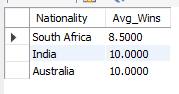 Nationality Avg_Wins
South Africa 8.5000
India 10.0000
Australia 10.0000